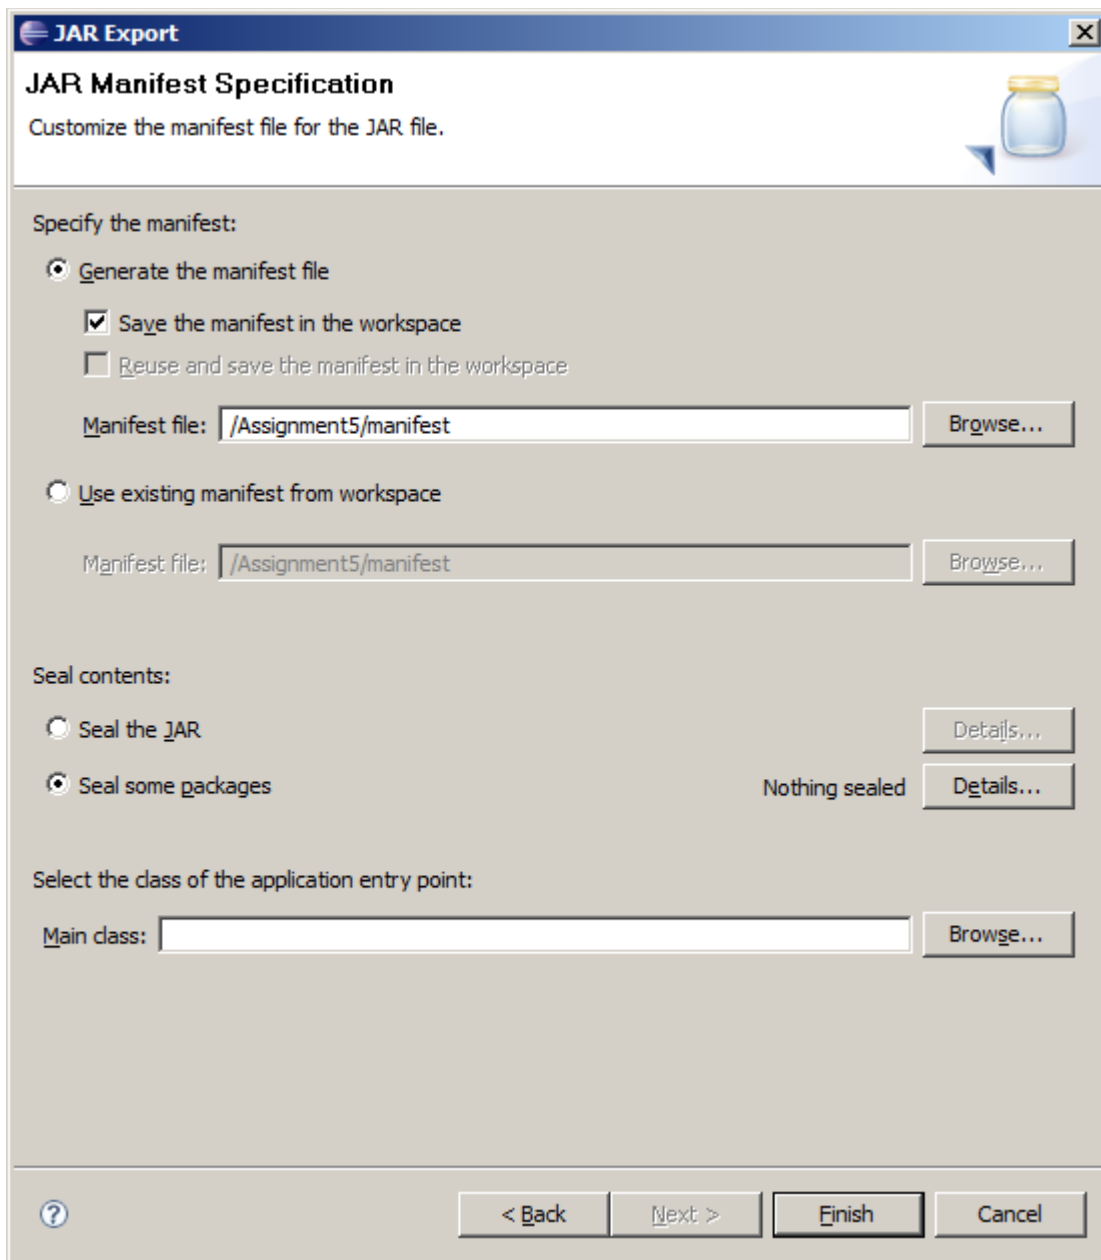 JAR Export
JAR Manifest Specification
Customize the manifest file for the JAR file.
Specify the manifest:
Generate the manifest file
Save the manifest in the workspace
Reuse and save the manifest in the workspace
Manifest file: /Assignment5/manifest Browse...
Use existing manifest from workspace
Manifest file: /Assignment5/manifest Browse...
Seal contents:
Seal the JAR Details...
Seal some packages Nothing sealed Details...
Select the class of the application entry point:
Main class: Browse...
? < Back Next > Finish Cancel